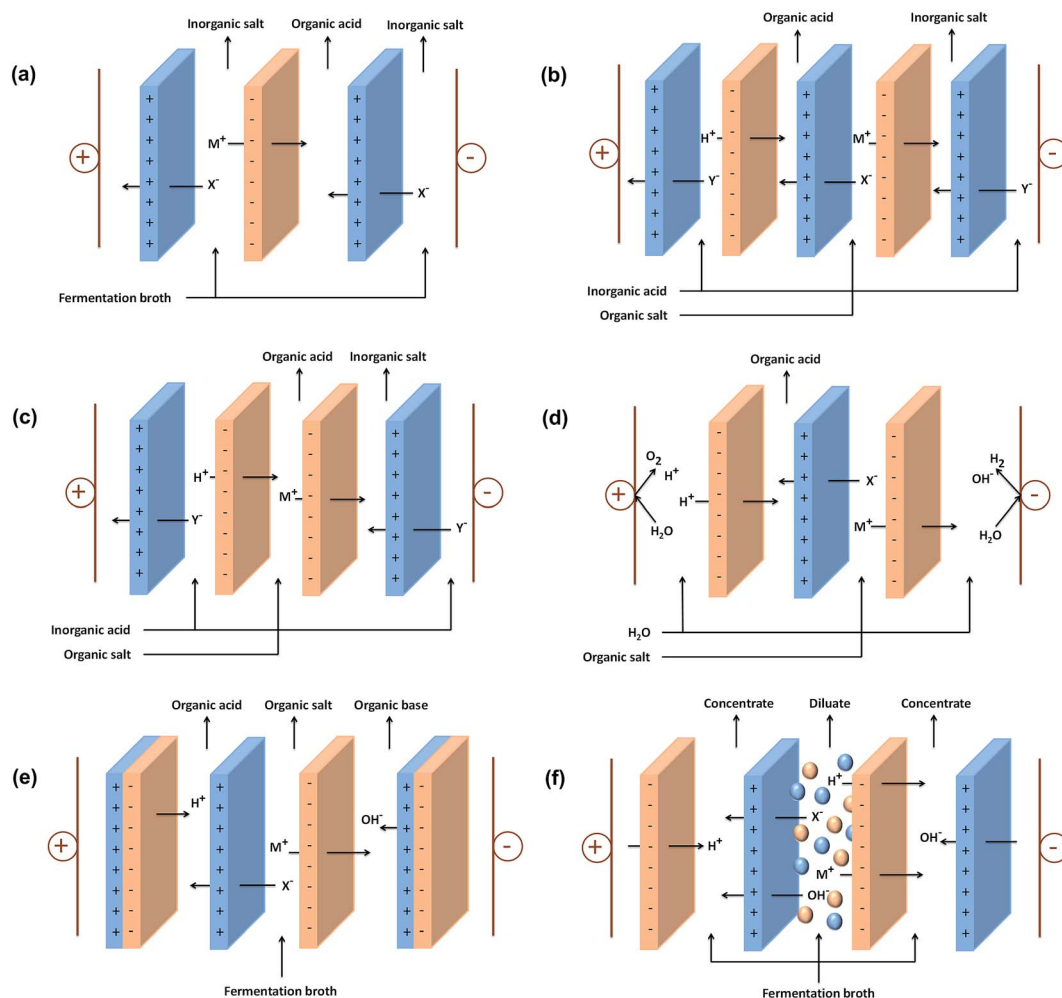 Inorganic salt Organic acid Inorganic salt
(a)
+ + + + + + + + +
- - - - - - - - -
+ + + + + + + + +
+
M⁺
-
X⁻
X⁻
Fermentation broth
Organic acid Inorganic salt
(b)
+ + + + + + + + +
- - - - - - - - -
+ + + + + + + + +
- - - - - - - - -
+ + + + + + + + +
H⁺
M⁺
+
-
Y⁻
X⁻
Y⁻
Inorganic acid
Organic salt
Organic acid Inorganic salt
(c)
+ + + + + + + + +
- - - - - - - - -
- - - - - - - - -
+ + + + + + + + +
H⁺
+
M⁺
-
Y⁻
Y⁻
Inorganic acid
Organic salt
Organic acid
(d)
- - - - - - - - -
+ + + + + + + + +
- - - - - - - - -
O₂
H⁺
H₂
OH⁻
+
H⁺
X⁻
-
H₂O
M⁺
H₂O
H₂O
Organic salt
Organic acid Organic salt Organic base
(e)
+ + + + + + + + +
- - - - - - - - -
+ + + + + + + + +
- - - - - - - - -
+ + + + + + + + +
- - - - - - - - -
H⁺
OH⁻
+
M⁺
-
X⁻
Fermentation broth
Concentrate Diluate Concentrate
(f)
- - - - - - - - -
+ + + + + + + + +
- - - - - - - - -
+ + + + + + + + +
H⁺
X⁻
+
H⁺
OH⁻
-
M⁺
OH⁻
Fermentation broth